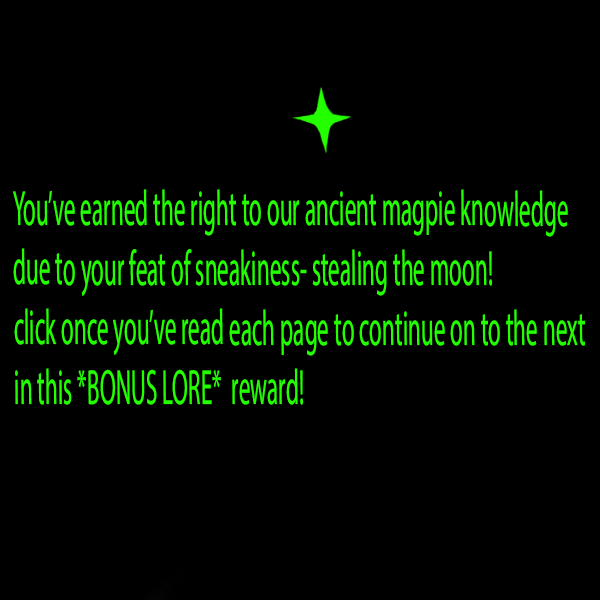 You've earned the right to our ancient magpie knowledge
due to your feat of sneakiness- stealing the moon!
click once you've read each page to continue on to the next
in this *BONUS LORE* reward!